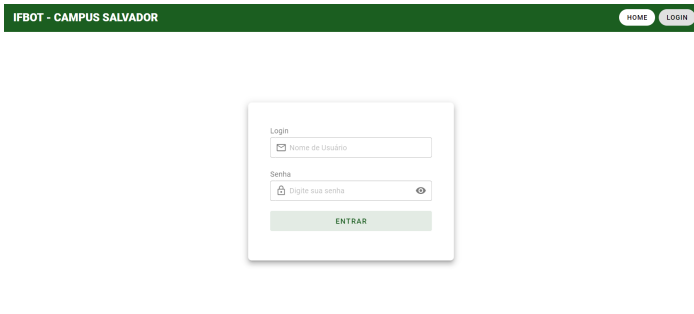 IFBOT - CAMPUS SALVADOR
HOME
LOGIN
Login
Nome de Usuário
Senha
Digite sua senha
ENTRAR